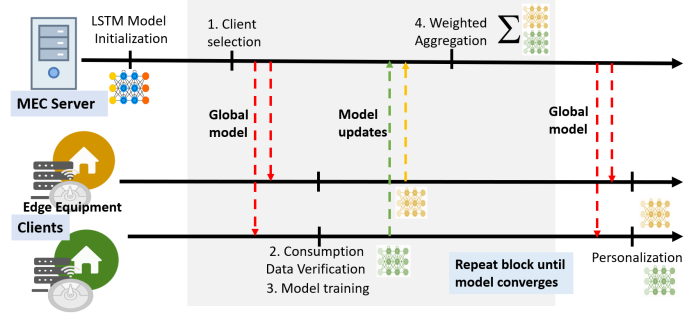 LSTM Model
Initialization
1. Client
selection
4. Weighted
Aggregation
∑
MEC Server
Global
model
Model
updates
Global
model
Edge Equipment
Clients
2. Consumption
Data Verification
3. Model training
Repeat block until
model converges
Personalization